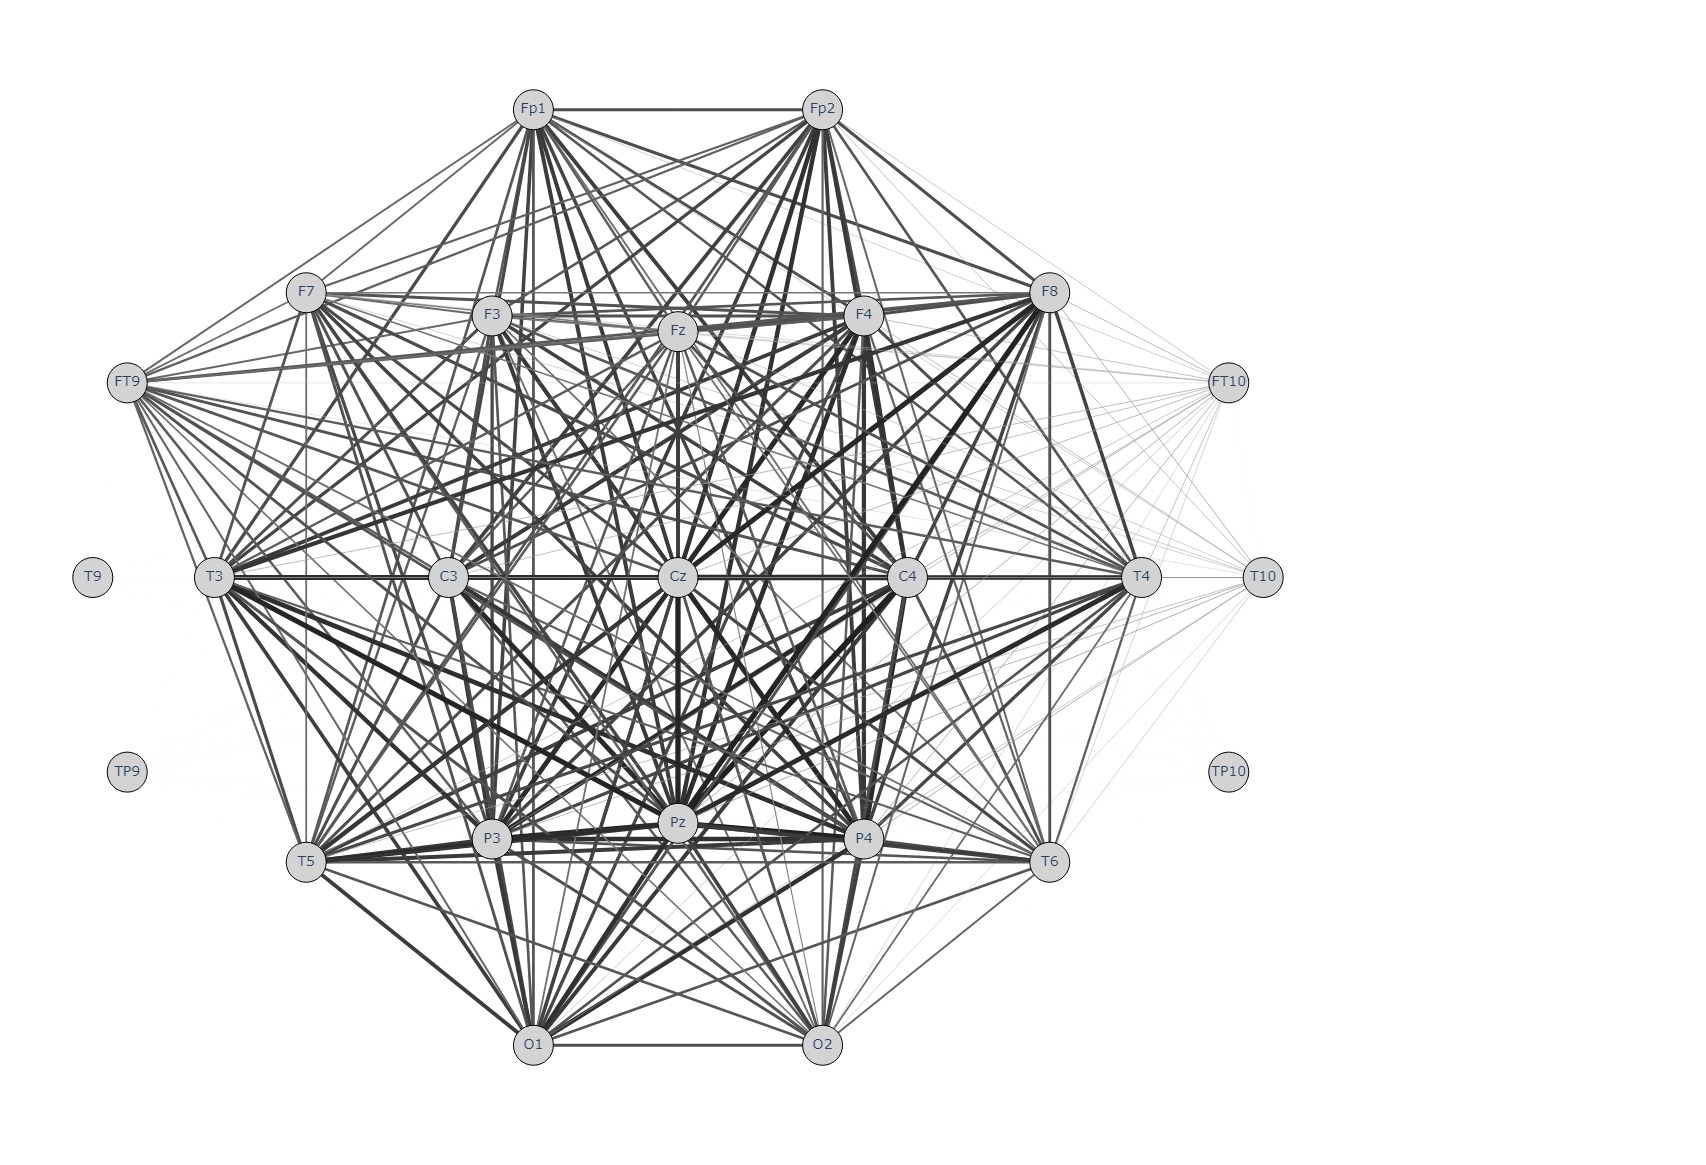 Fp1 Fp2
F7 F3 Fz F4 F8
FT9 FT10
T9 T3 C3 Cz C4 T4 T10
TP9 TP10
T5 P3 Pz P4 T6
O1 O2